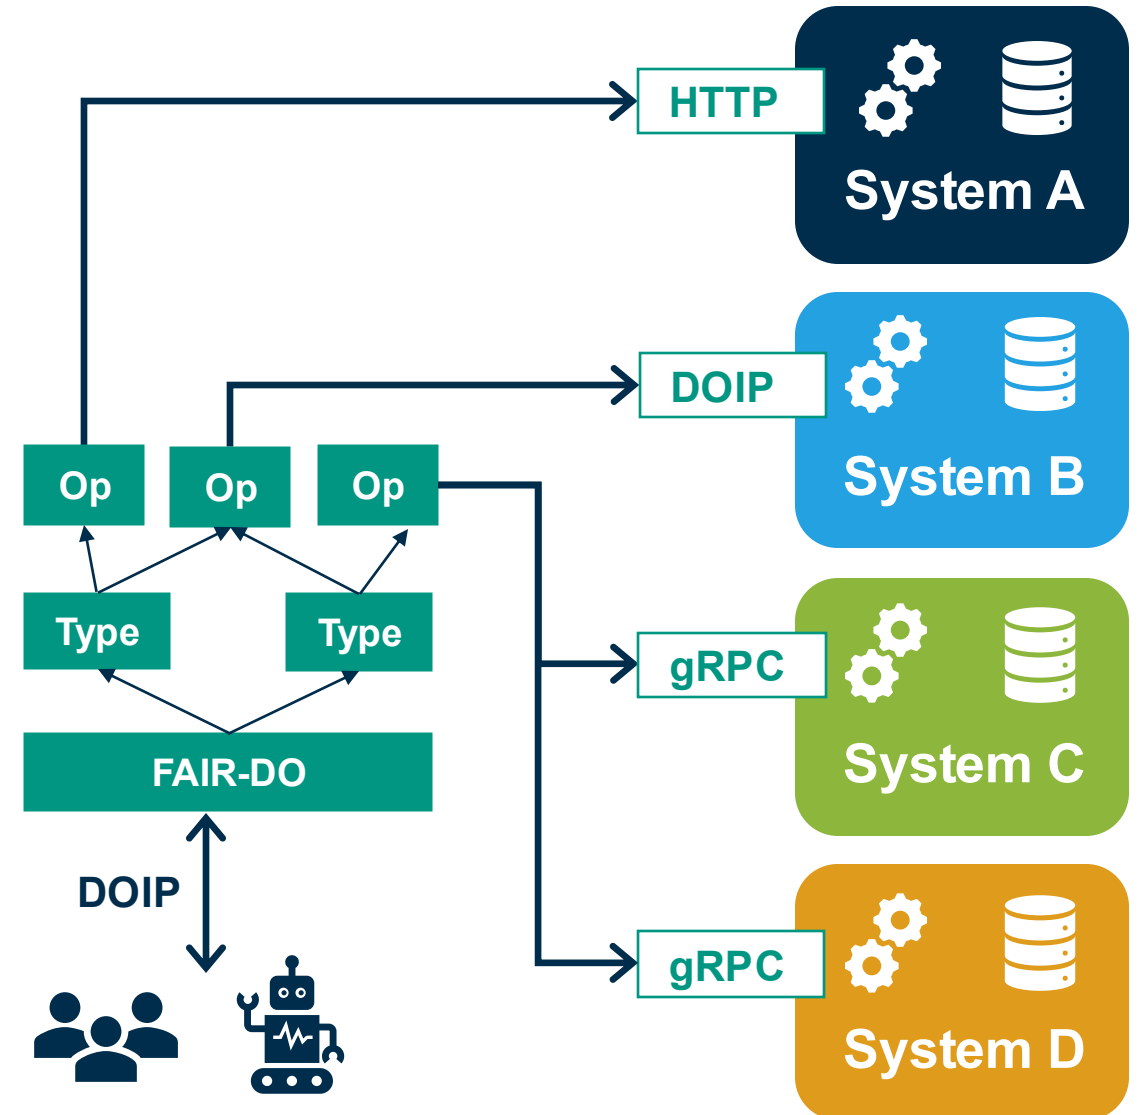 HTTP
System A
DOIP
System B
Op
Op
Op
Type
Type
gRPC
System C
FAIR-DO
DOIP
gRPC
System D